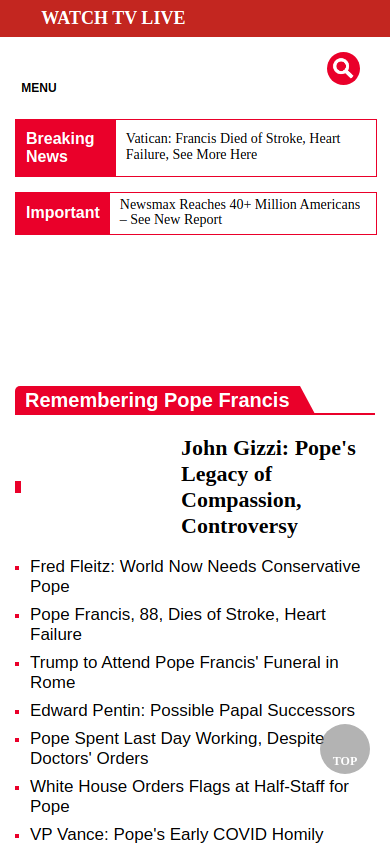 WATCH TV LIVE
MENU
Breaking
News
Vatican: Francis Died of Stroke, Heart
Failure, See More Here
Important
Newsmax Reaches 40+ Million Americans
– See New Report
Remembering Pope Francis
John Gizzi: Pope's
Legacy of
Compassion,
Controversy
Fred Fleitz: World Now Needs Conservative
Pope
Pope Francis, 88, Dies of Stroke, Heart
Failure
Trump to Attend Pope Francis' Funeral in
Rome
Edward Pentin: Possible Papal Successors
Pope Spent Last Day Working, Despite
Doctors' Orders
TOP
White House Orders Flags at Half-Staff for
Pope
VP Vance: Pope's Early COVID Homily